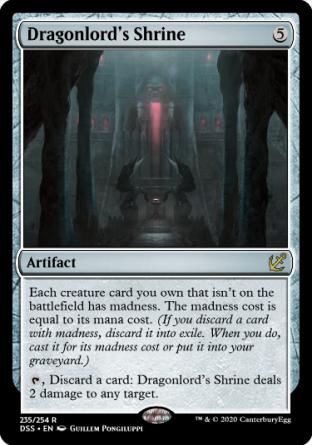 Dragonlord's Shrine 5
Artifact
Each creature card you own that isn't on the
battlefield has madness. The madness cost is
equal to its mana cost. (If you discard a card
with madness, discard it into exile. When you do,
cast it for its madness cost or put it into your
graveyard.)
, Discard a card: Dragonlord's Shrine deals
2 damage to any target.
235/254 R
DSS • EN Guillem Pongiluppi
™ & © 2020 CanterburyEgg